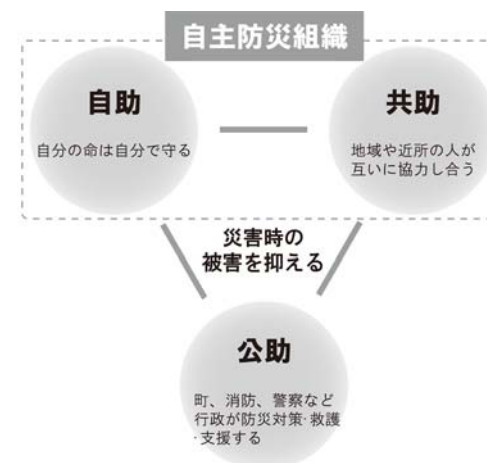 自主防災組織
自助
自分の命は自分で守る
共助
地域や近所の人が
互いに協力し合う
災害時の
被害を抑える
公助
町、消防、警察など
行政が防災対策·救護
·支援する